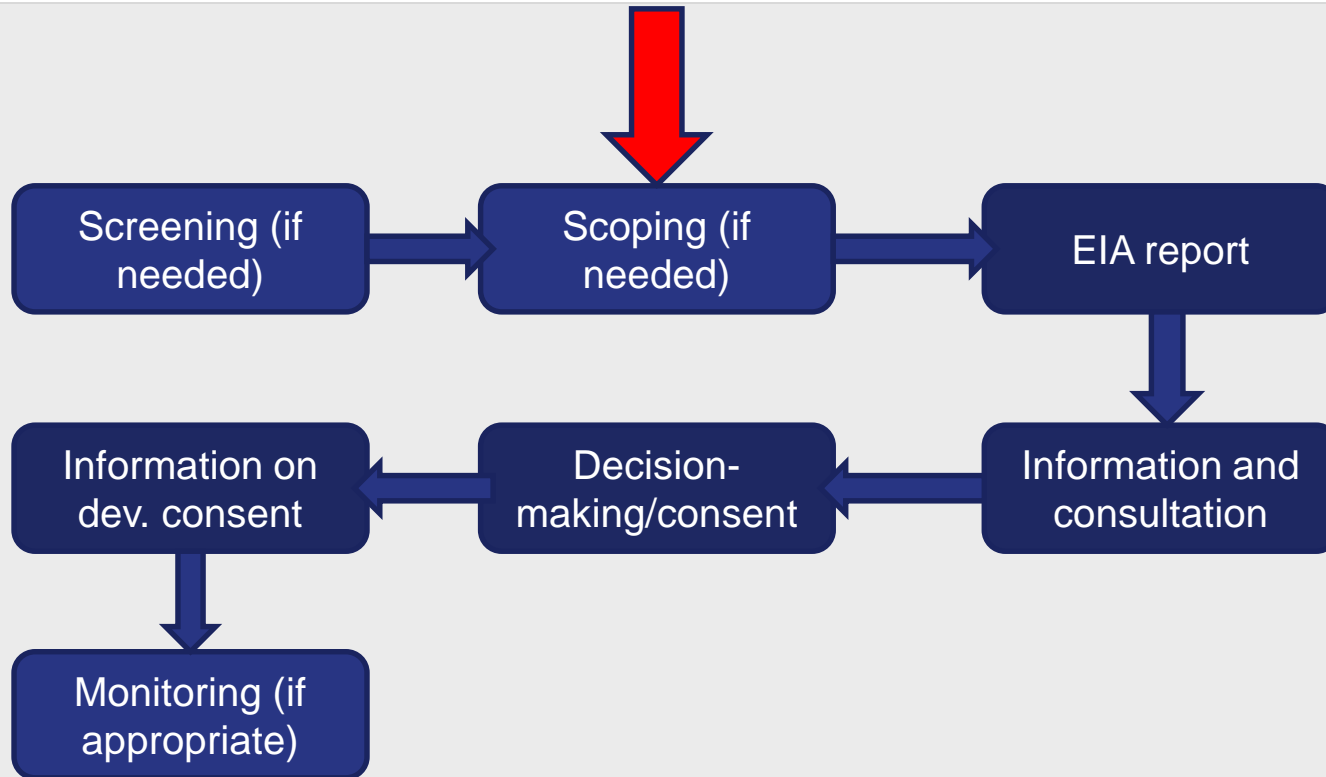 Screening (if
needed)
Scoping (if
needed)
EIA report
Information on
dev. consent
Decision-
making/consent
Information and
consultation
Monitoring (if
appropriate)